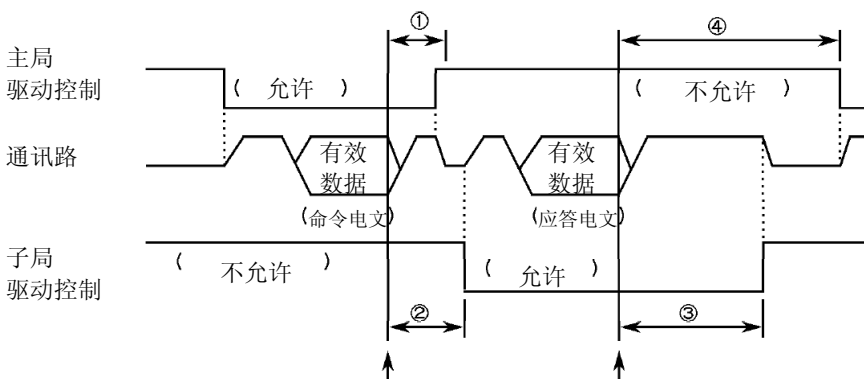 ①
④
主局
驱动控制
( 允许 )
( 不允许 )
通讯路
有效
数据
有效
数据
(命令电文)
(应答电文)
子局
驱动控制
( 不允许 )
( 允许 )
②
③